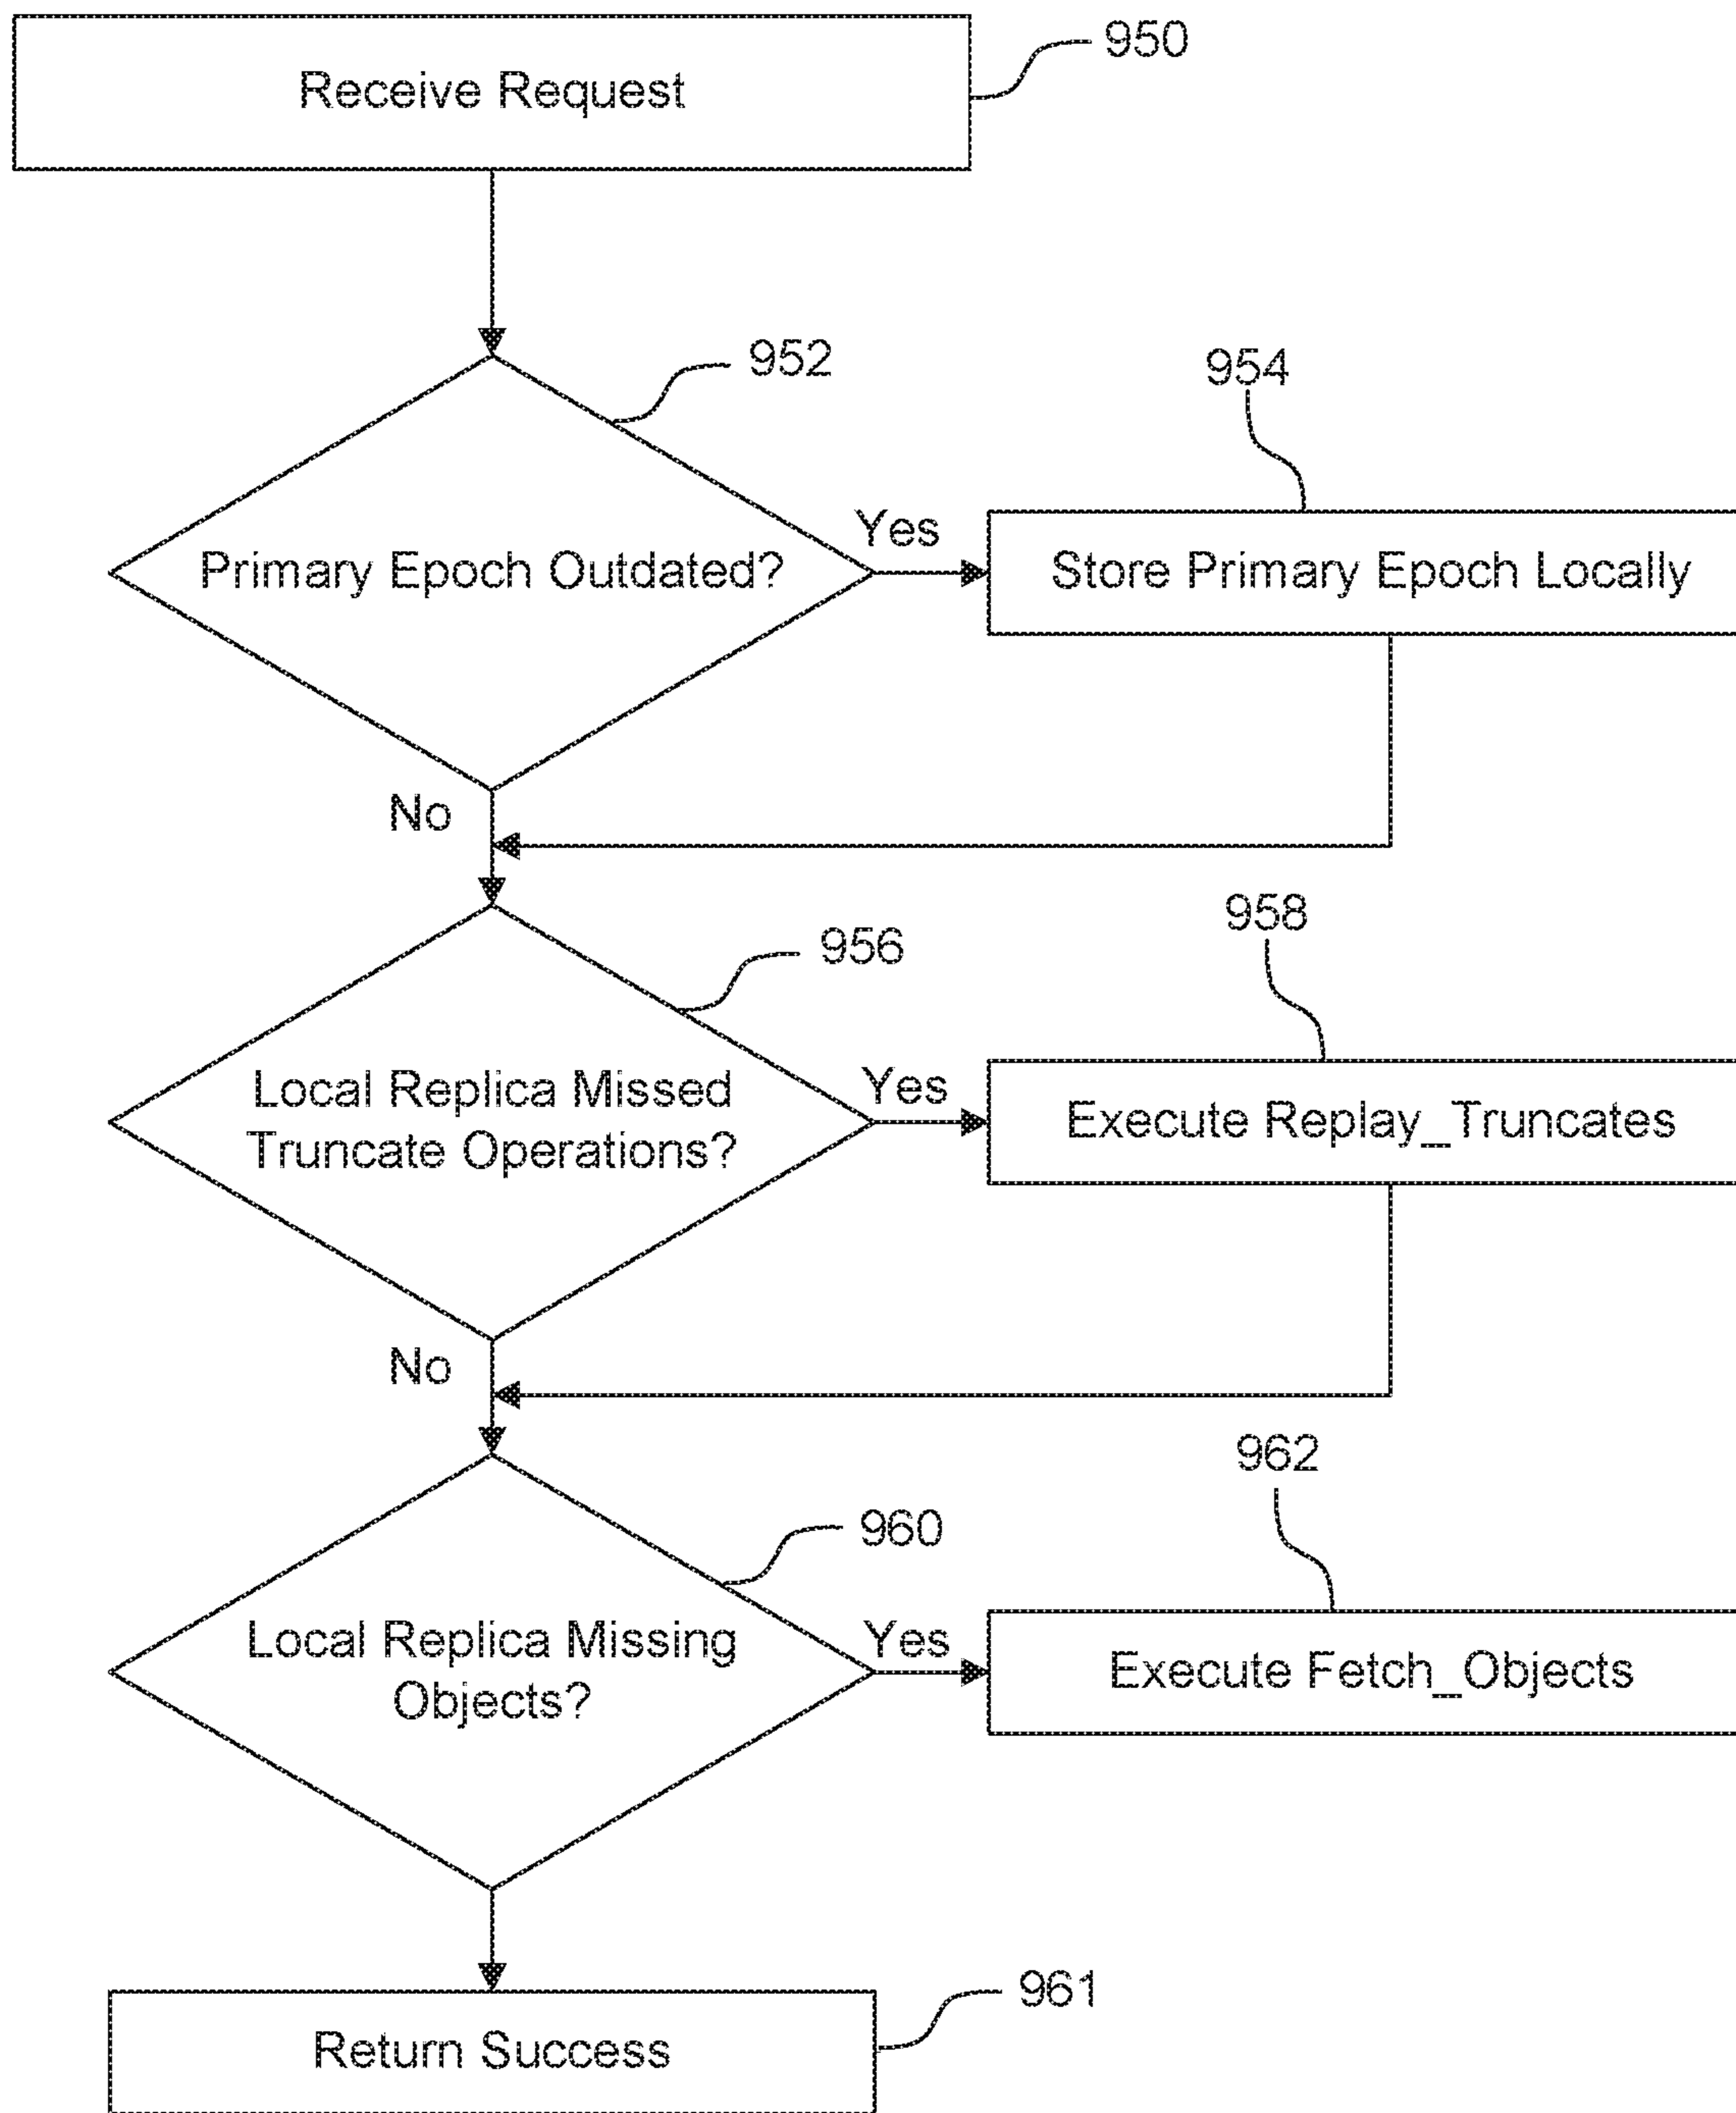 Receive Request
950
952
954
Primary Epoch Outdated?
Yes
Store Primary Epoch Locally
No
956
958
Local Replica Missed
Truncate Operations?
Yes
Execute Replay_Truncates
No
960
962
Local Replica Missing
Objects?
Yes
Execute Fetch_Objects
961
Return Success